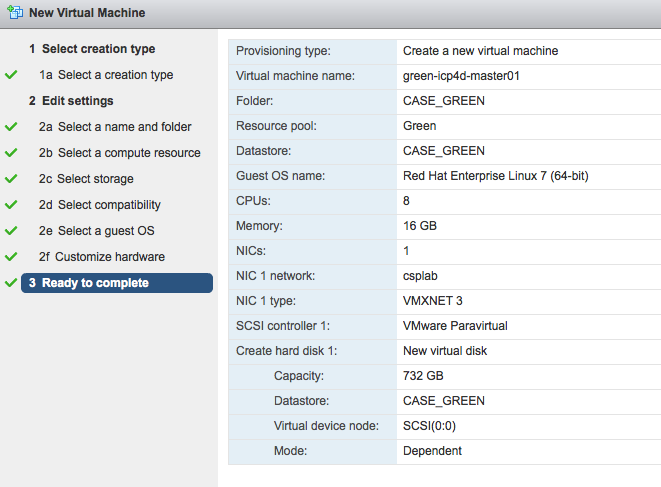 New Virtual Machine
1 Select creation type
1a Select a creation type
2 Edit settings
2a Select a name and folder
2b Select a compute resource
2c Select storage
2d Select compatibility
2e Select a guest OS
2f Customize hardware
3 Ready to complete
Provisioning type: Create a new virtual machine
Virtual machine name: green-icp4d-master01
Folder: CASE_GREEN
Resource pool: Green
Datastore: CASE_GREEN
Guest OS name: Red Hat Enterprise Linux 7 (64-bit)
CPUs: 8
Memory: 16 GB
NICs: 1
NIC 1 network: csplab
NIC 1 type: VMXNET 3
SCSI controller 1: VMware Paravirtual
Create hard disk 1: New virtual disk
Capacity: 732 GB
Datastore: CASE_GREEN
Virtual device node: SCSI(0:0)
Mode: Dependent